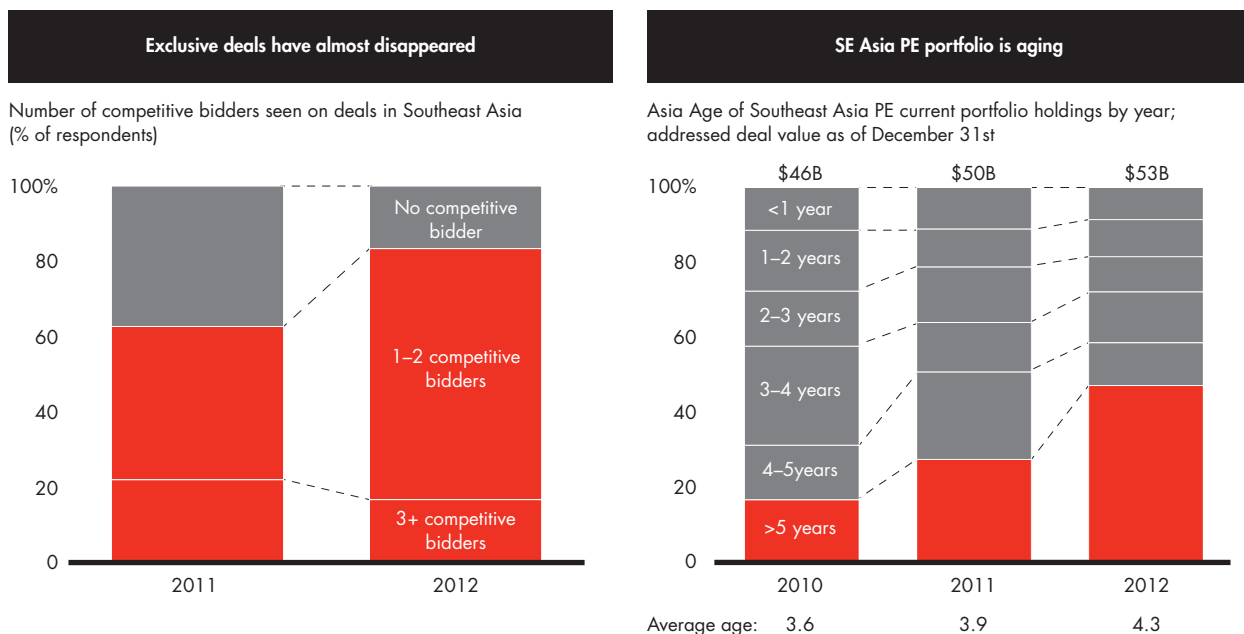 Exclusive deals have almost disappeared
Number of competitive bidders seen on deals in Southeast Asia
(% of respondents)
100%
80
60
40
20
0
No competitive
bidder
1–2 competitive
bidders
3+ competitive
bidders
2011
2012
SE Asia PE portfolio is aging
Asia Age of Southeast Asia PE current portfolio holdings by year;
addressed deal value as of December 31st
$46B
$50B
$53B
100%
80
60
40
20
0
<1 year
1–2 years
2–3 years
3–4 years
4–5years
>5 years
2010
2011
2012
Average age: 3.6 3.9 4.3